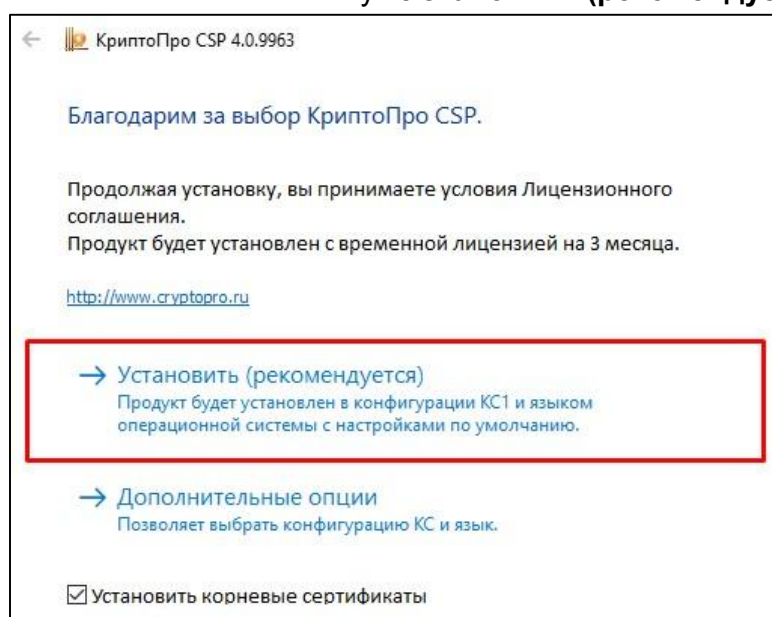 (рекоменду
КриптоПро CSP 4.0.9963
Благодарим за выбор КриптоПро CSP.
Продолжая установку, вы принимаете условия Лицензионного
соглашения.
Продукт будет установлен с временной лицензией на 3 месяца.
http://www.cryptopro.ru
Установить (рекомендуется)
Продукт будет установлен в конфигурации КС1 и языком
операционной системы с настройками по умолчанию.
Дополнительные опции
Позволяет выбрать конфигурацию КС и язык.
Установить корневые сертификаты